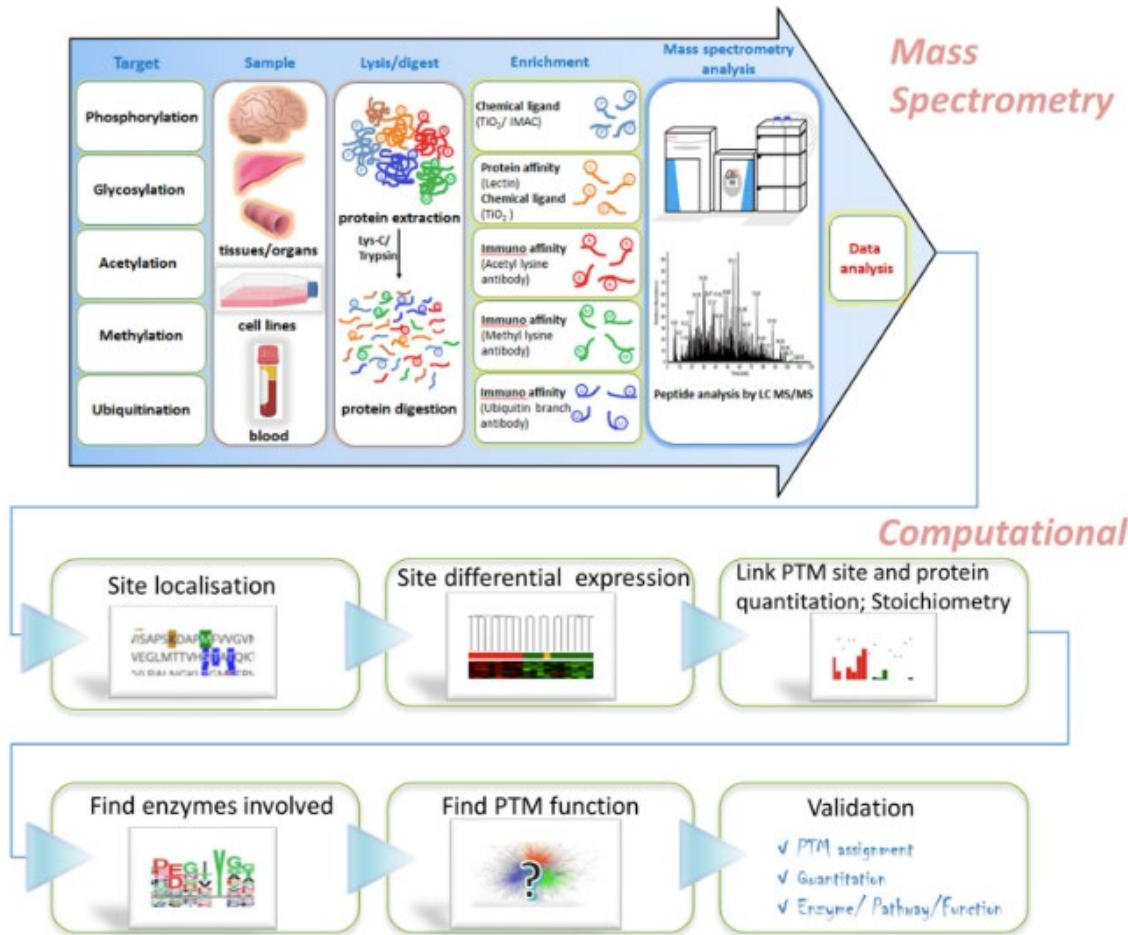 Mass
Spectrometry
Target
Phosphorylation
Glycosylation
Acetylation
Methylation
Ubiquitination
Sample
tissues/organs
cell lines
blood
Lysis/digest
protein extraction
Lys-C/
Trypsin
protein digestion
Enrichment
Chemical ligand
(TiO2/ IMAC)
Protein affinity
(Lectin)
Chemical ligand
(TiO2 )
Immuno affinity
(Acetyl lysine
antibody)
Immuno affinity
(Methyl lysine
antibody)
Immuno affinity
(Ubiquitin branch
antibody)
Mass spectrometry
analysis
Peptide analysis by LC MS/MS
Data
analysis
Computational
Site localisation
VISAPSKDAPMFVVGVN
VEGLMTTVHSTATQKT
Site differential expression
Link PTM site and protein
quantitation; Stoichiometry
Find enzymes involved
Find PTM function
?
Validation
✓ PTM assignment
✓ Quantitation
✓ Enzyme/ Pathway/Function